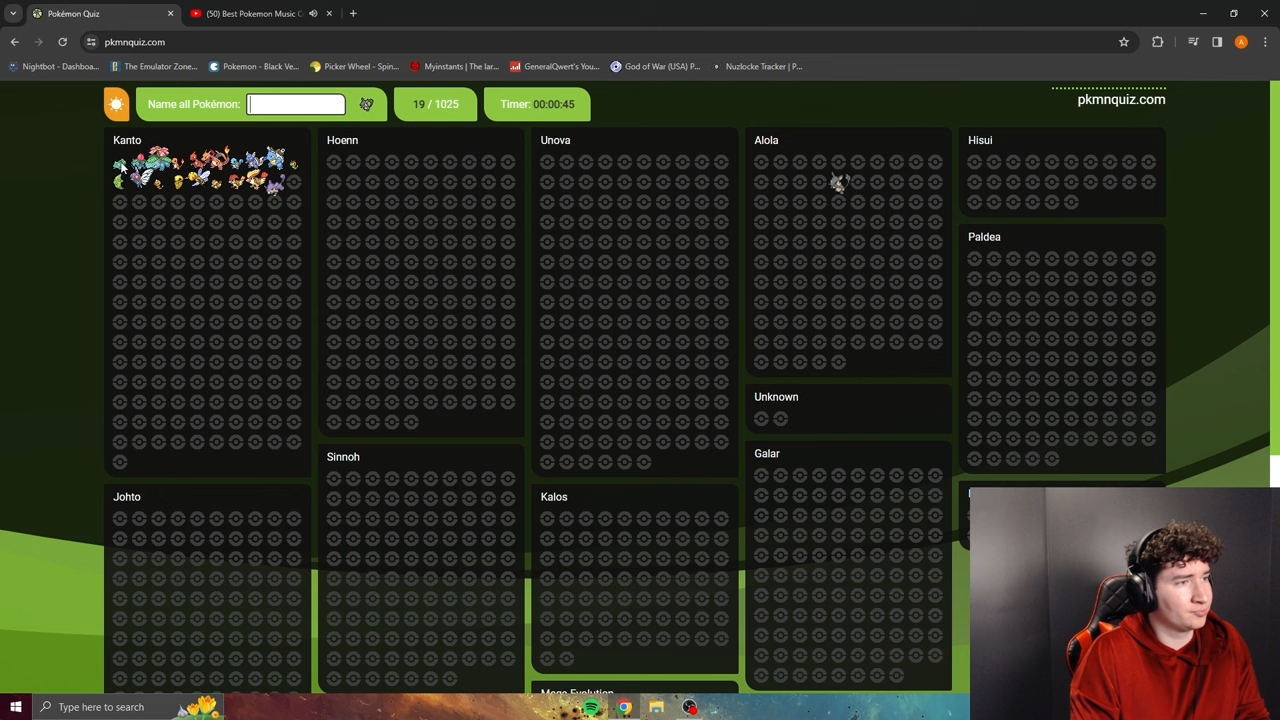 Pokémon Quiz
(50) Best Pokemon Music C
pkmnquiz.com
Nightbot - Dashboa...
The Emulator Zone...
Pokemon - Black Ve...
Picker Wheel - Spin...
Myinstants | The lar...
GeneralQwert's You...
God of War (USA) P...
Nuzlocke Tracker | P...
Name all Pokémon:
19 / 1025
Timer: 00:00:45
pkmnquiz.com
Kanto
Hoenn
Unova
Alola
Hisui
Paldea
Unknown
Galar
Sinnoh
Johto
Kalos
Mega Evolution
Type here to search
A